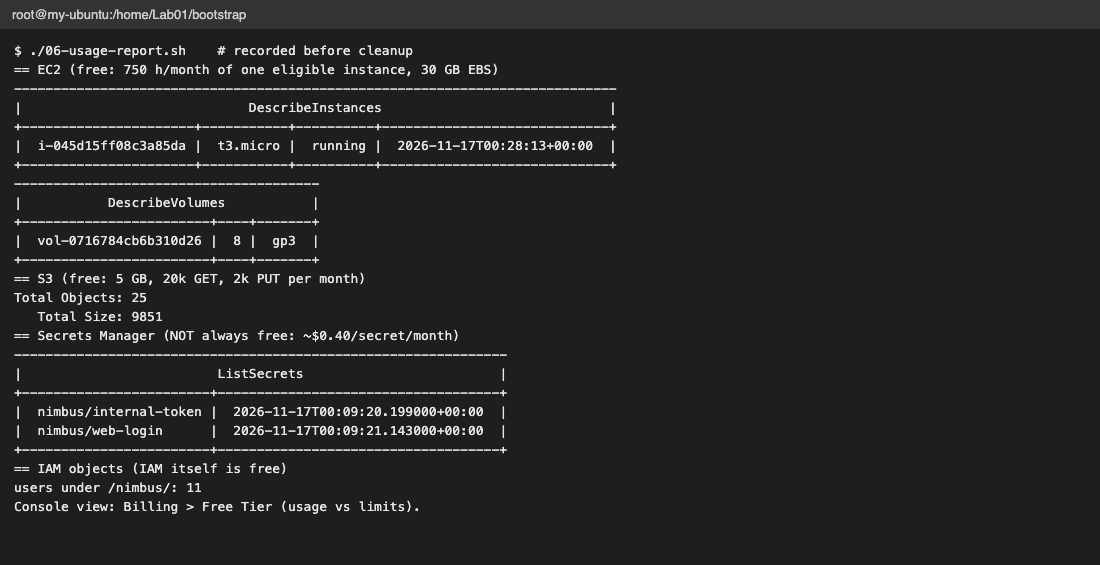 root@my-ubuntu:/home/Lab01/bootstrap
$ ./06-usage-report.sh    # recorded before cleanup
== EC2 (free: 750 h/month of one eligible instance, 30 GB EBS)
-----------------------------------------------------------------------------
|                             DescribeInstances                             |
+----------------------+-----------+----------+-----------------------------+
|  i-045d15ff08c3a85da |  t3.micro |  running |  2026-11-17T00:28:13+00:00  |
+----------------------+-----------+----------+-----------------------------+
---------------------------------------
|           DescribeVolumes           |
+------------------------+----+-------+
|  vol-0716784cb6b310d26 |  8 |  gp3  |
+------------------------+----+-------+
== S3 (free: 5 GB, 20k GET, 2k PUT per month)
Total Objects: 25
   Total Size: 9851
== Secrets Manager (NOT always free: ~$0.40/secret/month)
---------------------------------------------------------------
|                         ListSecrets                         |
+------------------------+------------------------------------+
|  nimbus/internal-token |  2026-11-17T00:09:20.199000+00:00  |
|  nimbus/web-login      |  2026-11-17T00:09:21.143000+00:00  |
+------------------------+------------------------------------+
== IAM objects (IAM itself is free)
users under /nimbus/: 11
Console view: Billing > Free Tier (usage vs limits).